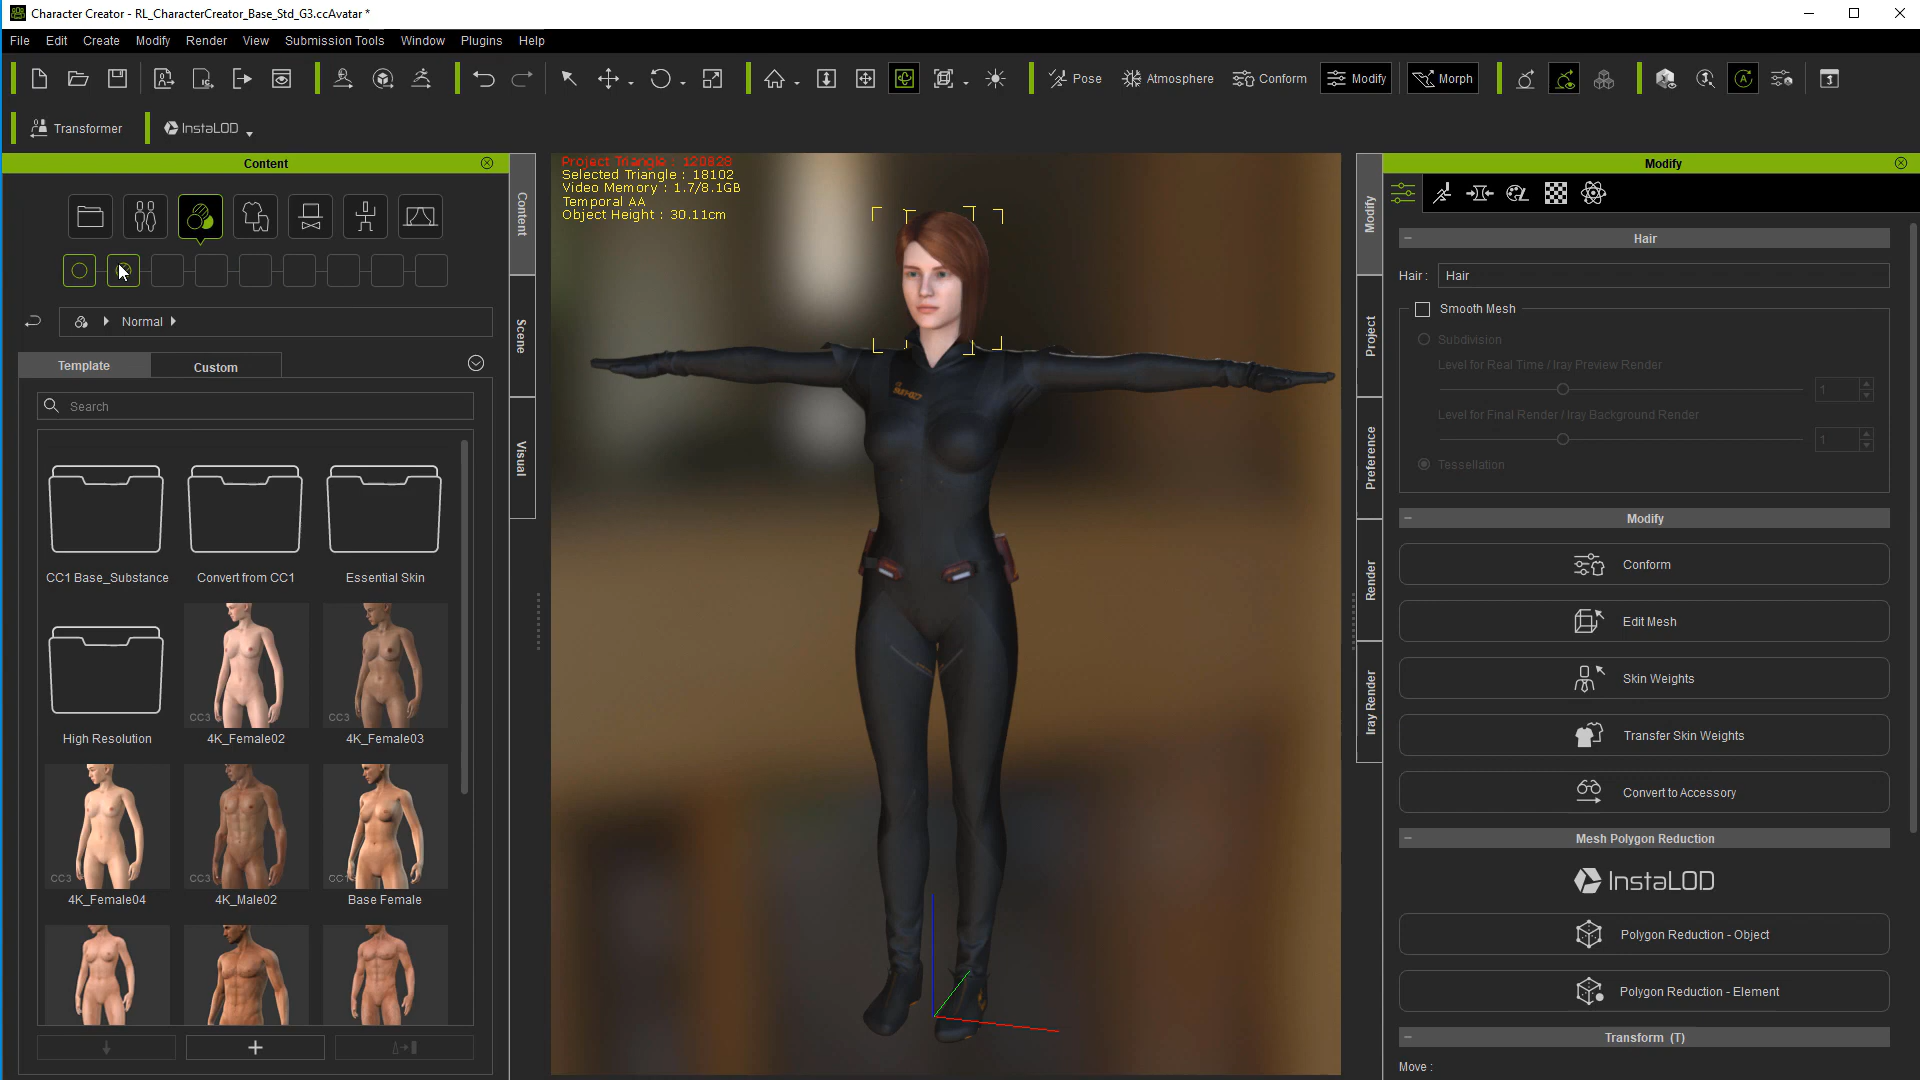 Character Creator - RL_CharacterCreator_Base_Std_G3.ccAvatar *
File Edit Create Modify Render View Submission Tools Window Plugins Help
Pose Atmosphere Conform Modify Morph
Transformer InstaLOD
Content
Normal
Template Custom
Search
CC1 Base_Substance Convert from CC1 Essential Skin
CC3 CC3
High Resolution 4K_Female02 4K_Female03
CC3 CC3
4K_Female04 4K_Male02 Base Female
Content
Scene
Visual
Project Triangle : 120828
Selected Triangle : 18102
Video Memory : 1.7/8.1GB
Temporal AA
Object Height : 30.11cm
Modify
Project
Preference
Render
Iray Render
Modify
Hair
Hair : Hair
Smooth Mesh
Subdivision
Level for Real Time / Iray Preview Render
1
Level for Final Render / Iray Background Render
1
Tessellation
Modify
Conform
Edit Mesh
Skin Weights
Transfer Skin Weights
Convert to Accessory
Mesh Polygon Reduction
InstaLOD
Polygon Reduction - Object
Polygon Reduction - Element
Transform (T)
Move :